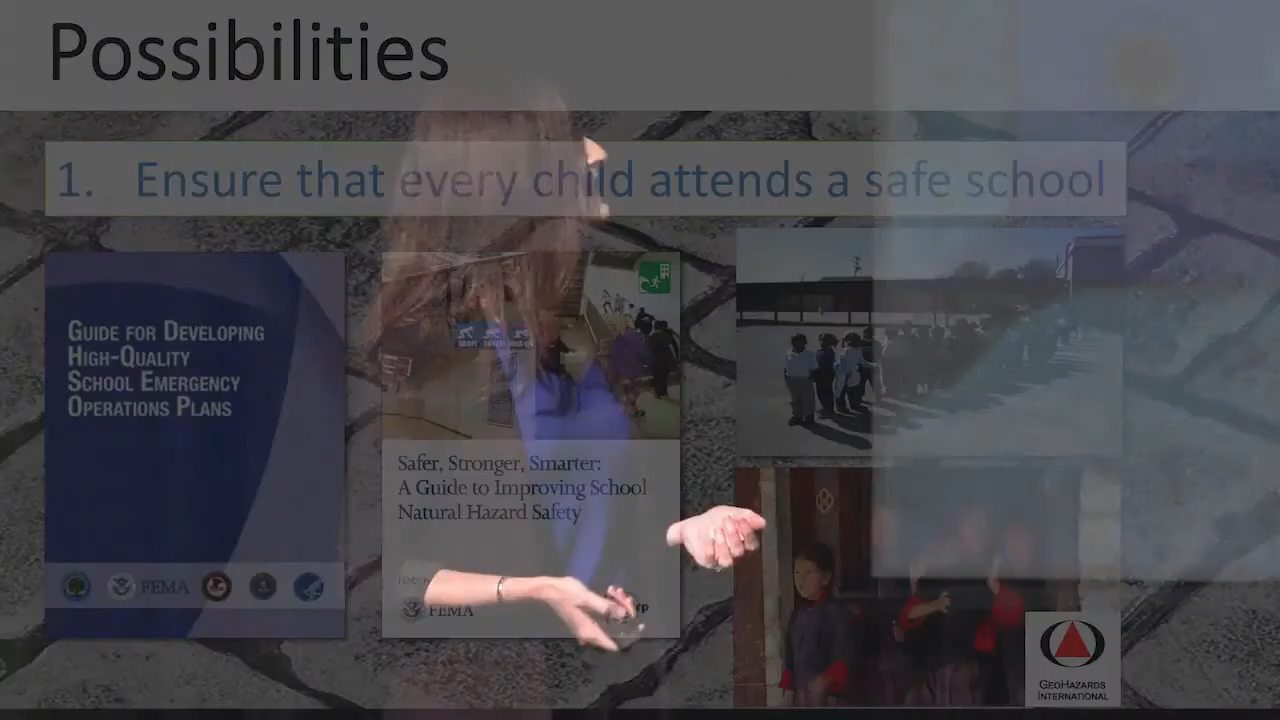 Possibilities
1. Ensure that every child attends a safe school
GUIDE FOR DEVELOPING
HIGH-QUALITY
SCHOOL EMERGENCY
OPERATIONS PLANS
FEMA
Safer, Stronger, Smarter:
A Guide to Improving School
Natural Hazard Safety
FEMA
GEOHAZARDS
INTERNATIONAL